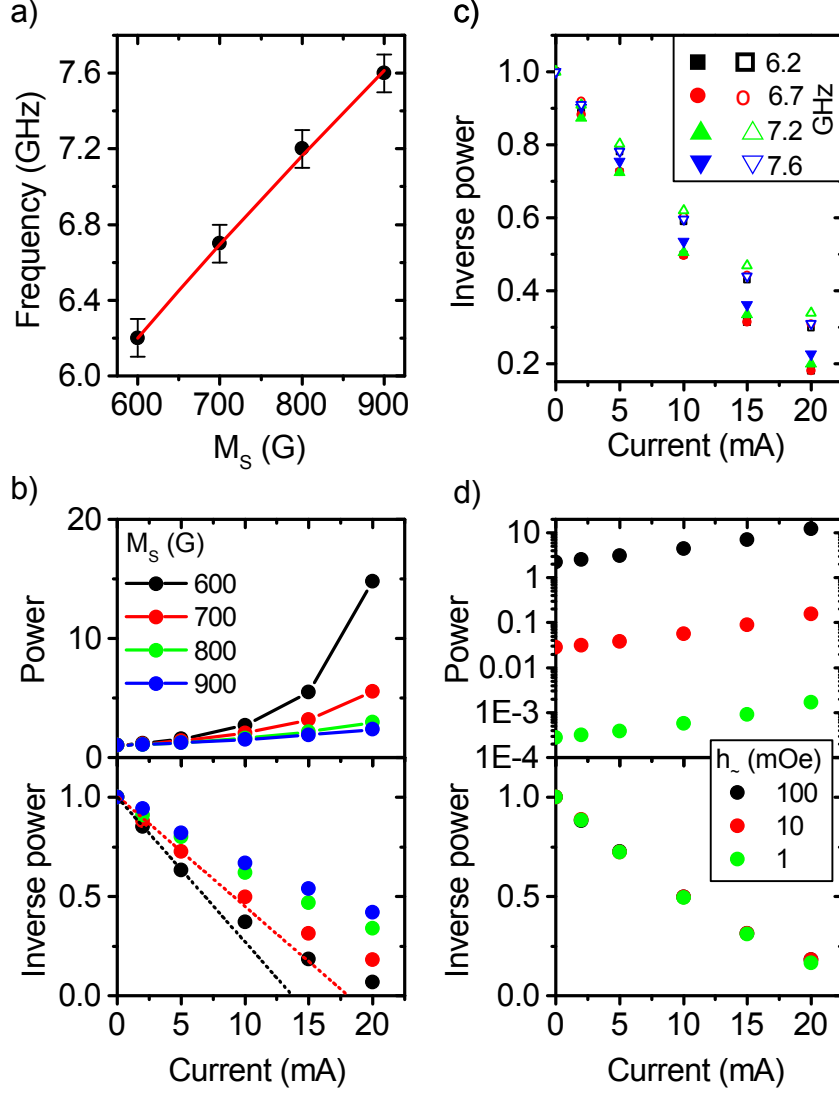 a)
7.6
7.2
6.8
6.4
6.0
Frequency (GHz)
600 700 800 900
M_S (G)
c)
1.0
0.8
0.6
0.4
0.2
Inverse power
6.2
6.7
7.2
7.6
GHz
0 5 10 15 20
Current (mA)
b)
20
10
0
Power
M_S (G)
600
700
800
900
1.0
0.5
0.0
Inverse power
0 5 10 15 20
Current (mA)
d)
10
1
0.1
0.01
1E-3
1E-4
Power
h_~ (mOe)
100
10
1
1.0
0.5
0.0
Inverse power
0 5 10 15 20
Current (mA)